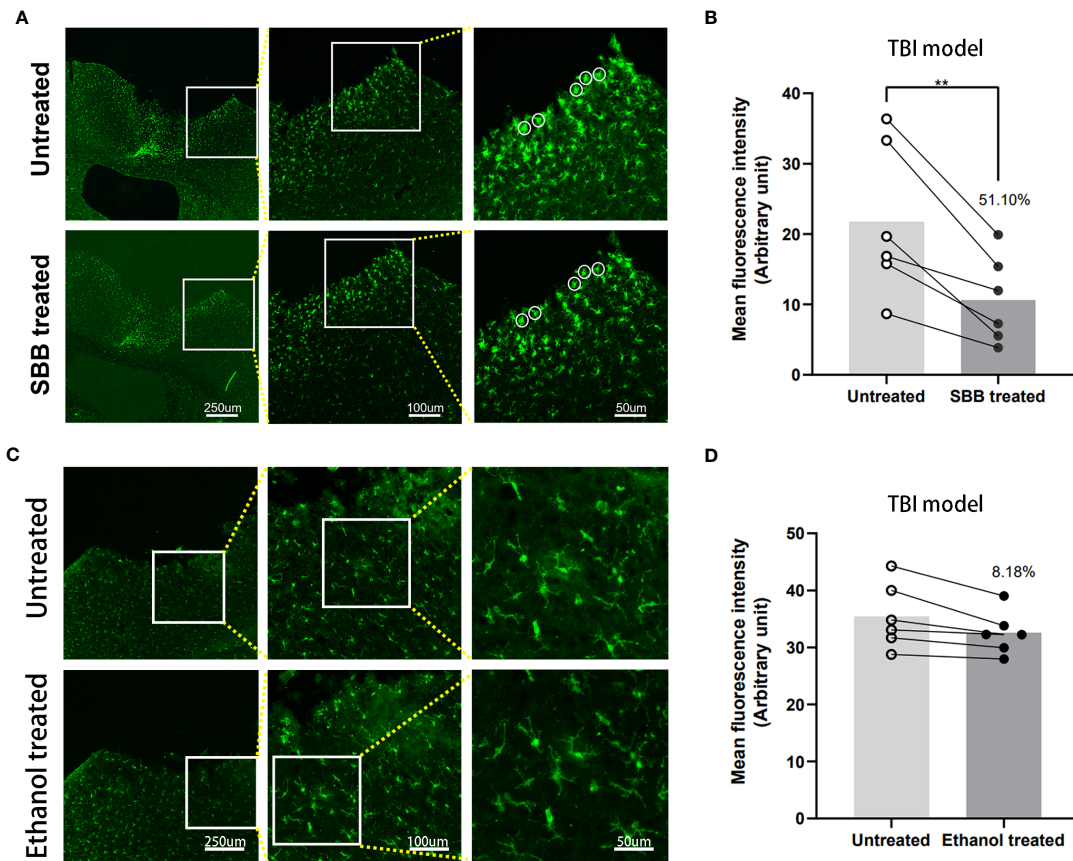 A
Untreated
SBB treated
250um
100um
50um
B
TBI model
**
51.10%
Mean fluorescence intensity
(Arbitrary unit)
40
30
20
10
0
Untreated
SBB treated
C
Untreated
Ethanol treated
250um
100um
50um
D
TBI model
8.18%
Mean fluorescence intensity
(Arbitrary unit)
50
40
30
20
10
0
Untreated
Ethanol treated